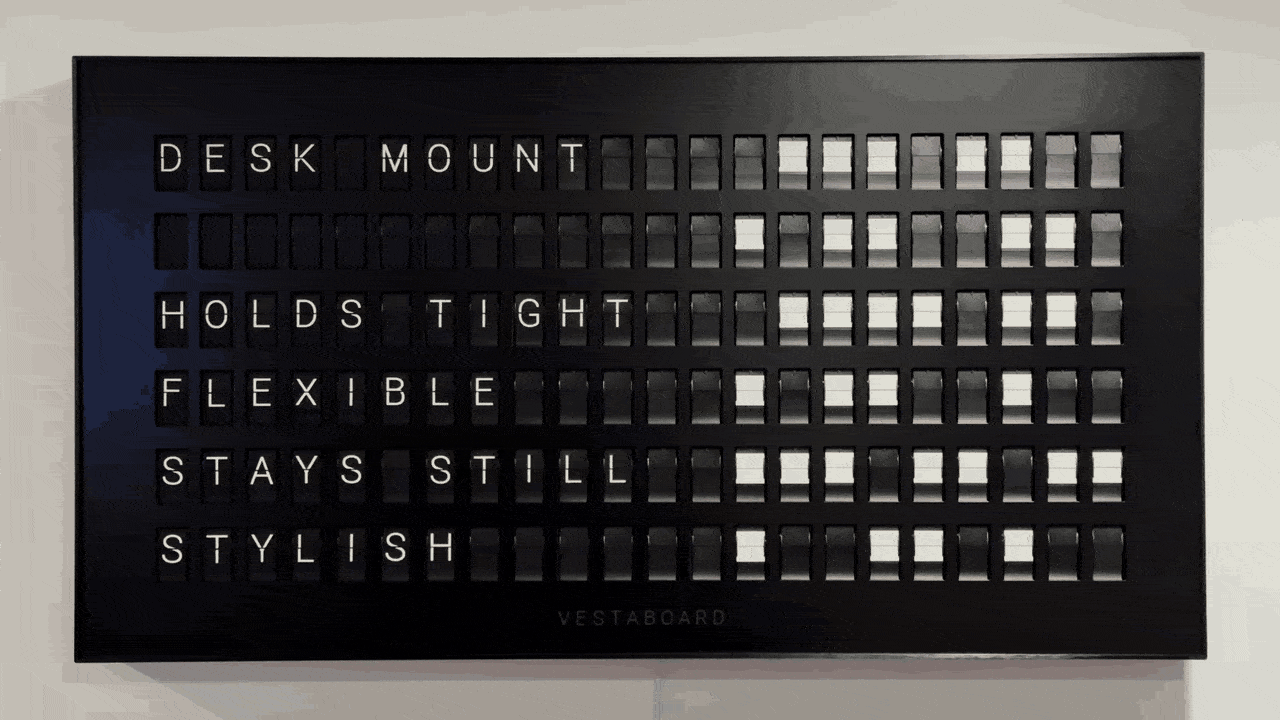 DESK MOUNT
HOLDS TIGHT
FLEXIBLE
STAYS STILL
STYLISH
VESTABOARD